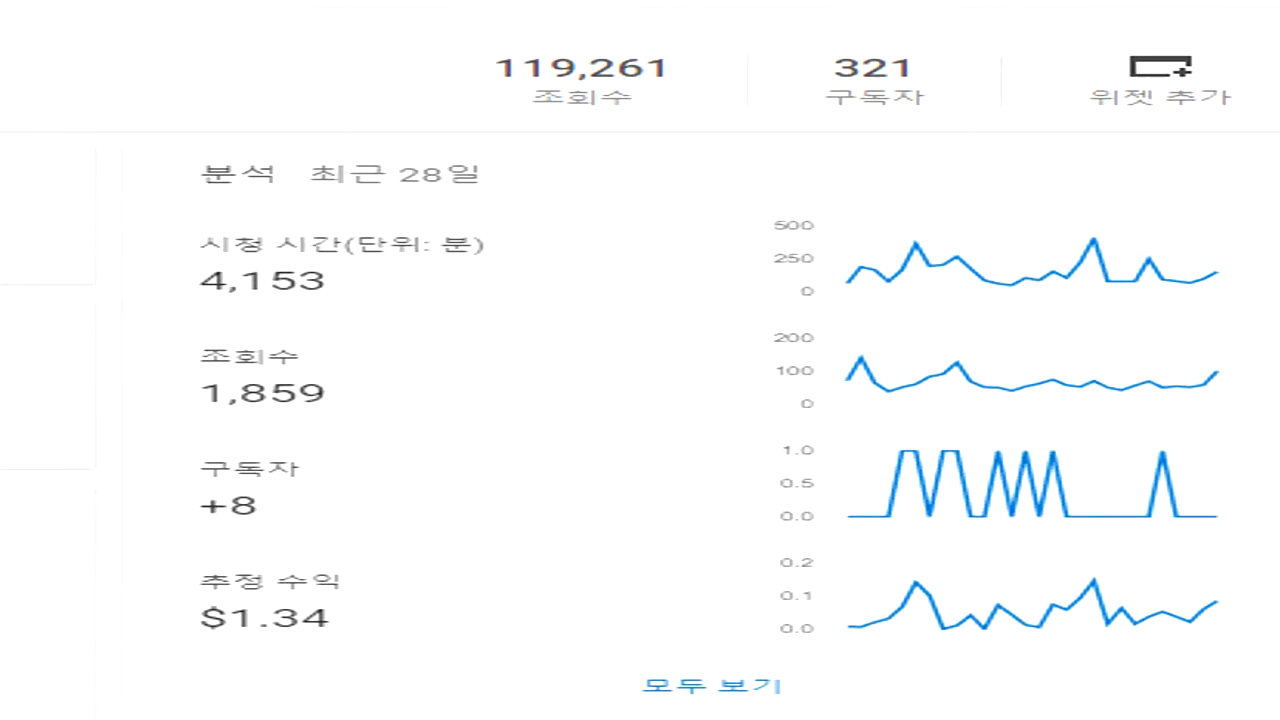 119,261
조회수
321
구독자
위젯 추가
분석 최근 28일
시청 시간(단위: 분)
4,153
500
250
0
조회수
1,859
200
100
0
구독자
+8
1.0
0.5
0.0
추정 수익
$1.34
0.2
0.1
0.0
모두 보기